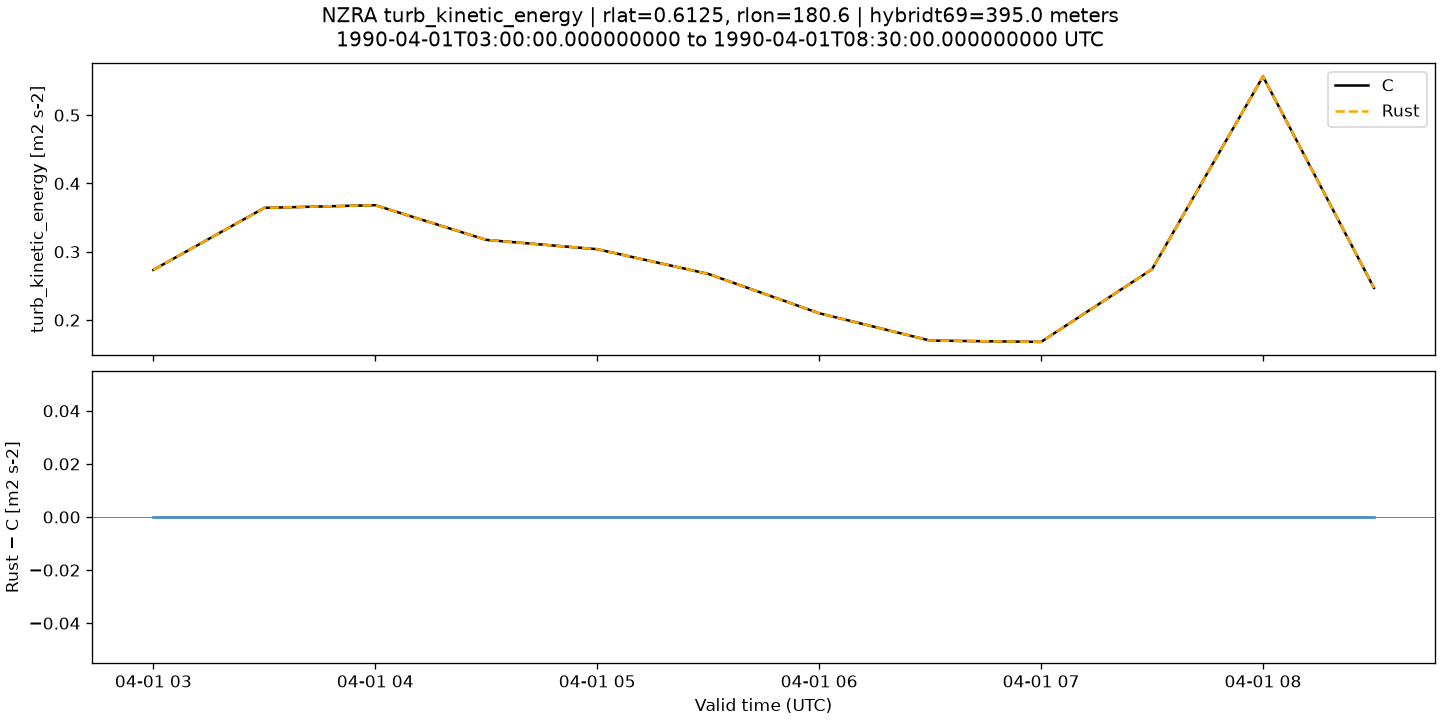 NZRA turb_kinetic_energy | rlat=0.6125, rlon=180.6 | hybridt69=395.0 meters
1990-04-01T03:00:00.000000000 to 1990-04-01T08:30:00.000000000 UTC
turb_kinetic_energy [m2 s-2]
0.5
0.4
0.3
0.2
C
Rust
Rust − C [m2 s-2]
0.04
0.02
0.00
−0.02
−0.04
04-01 03
04-01 04
04-01 05
04-01 06
04-01 07
04-01 08
Valid time (UTC)